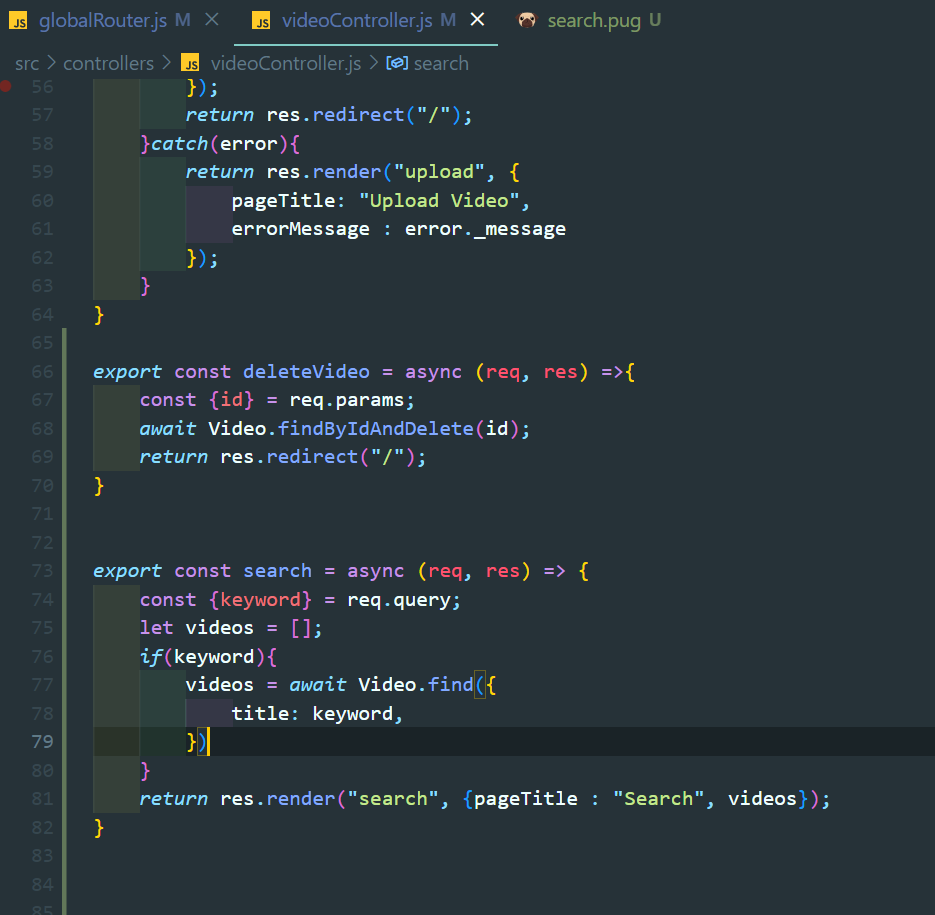 JS globalRouter.js M × JS videoController.js M × search.pug U
src > controllers > JS videoController.js > search
56 });
57 return res.redirect("/");
58 }catch(error){
59 return res.render("upload", {
60 pageTitle: "Upload Video",
61 errorMessage : error._message
62 });
63 }
64 }
65
66 export const deleteVideo = async (req, res) =>{
67 const {id} = req.params;
68 await Video.findByIdAndDelete(id);
69 return res.redirect("/");
70 }
71
72
73 export const search = async (req, res) => {
74 const {keyword} = req.query;
75 let videos = [];
76 if(keyword){
77 videos = await Video.find({
78 title: keyword,
79 })
80 }
81 return res.render("search", {pageTitle : "Search", videos});
82 }
83
84
85